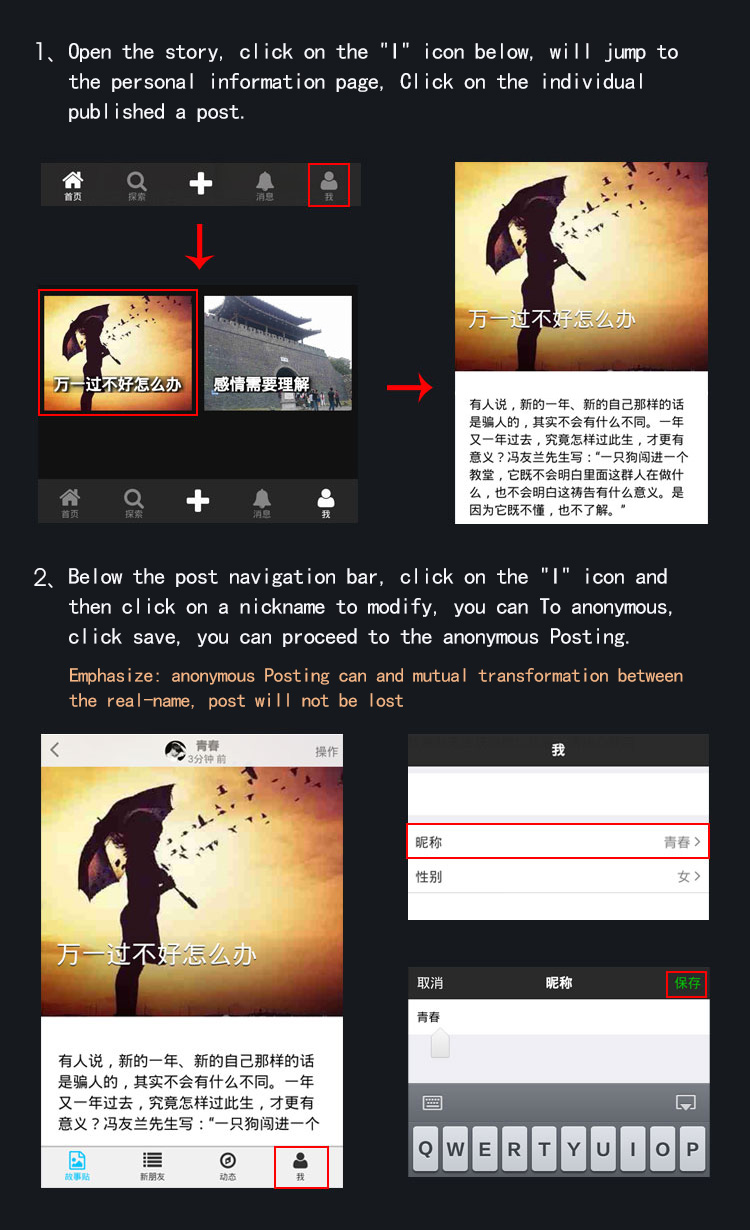 1、Open the story, click on the "I" icon below, will jump to
the personal information page, Click on the individual
published a post.
首页
探索
消息
我
万一过不好怎么办
感情需要理解
首页
探索
消息
我
万一过不好怎么办
有人说，新的一年、新的自己那样的话
是骗人的，其实不会有什么不同。一年
又一年过去，究竟怎样过此生，才更有
意义？冯友兰先生写：“一只狗闯进一个
教堂，它既不会明白里面这群人在做什
么，也不会明白这祷告有什么意义。是
因为它既不懂，也不了解。”
2、Below the post navigation bar, click on the "I" icon and
then click on a nickname to modify, you can To anonymous,
click save, you can proceed to the anonymous Posting.
Emphasize: anonymous Posting can and mutual transformation between
the real-name, post will not be lost
青春
3分钟 前
操作
万一过不好怎么办
有人说，新的一年、新的自己那样的话
是骗人的，其实不会有什么不同。一年
又一年过去，究竟怎样过此生，才更有
意义？冯友兰先生写：“一只狗闯进一个
故事贴
新朋友
动态
我
我
昵称 青春
性别 女
取消 昵称 保存
青春
Q W E R T Y U I O P